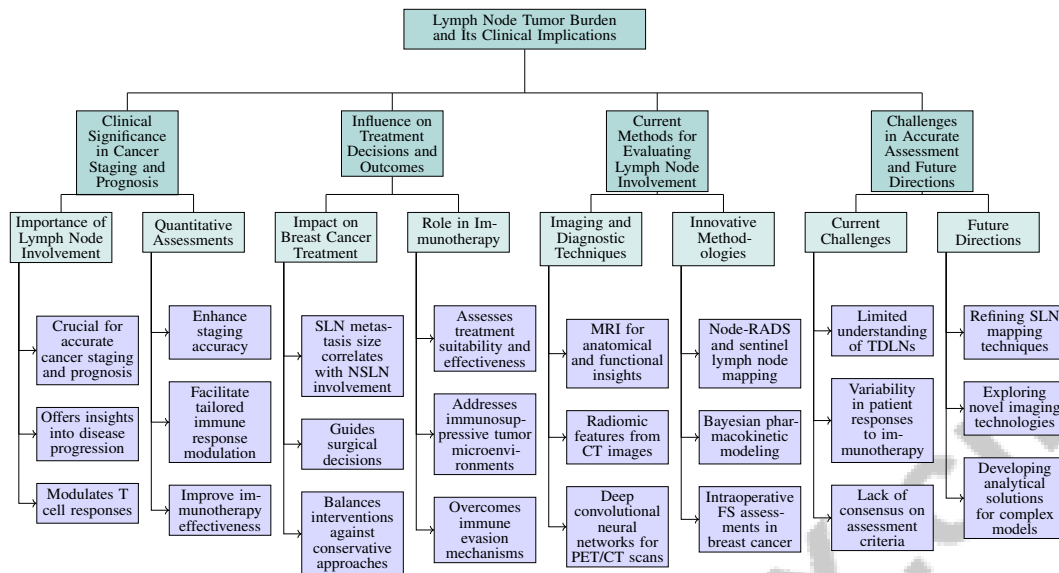 Lymph Node Tumor Burden
and Its Clinical Implications
Clinical
Significance
in Cancer
Staging and
Prognosis
Influence on
Treatment
Decisions and
Outcomes
Current
Methods for
Evaluating
Lymph Node
Involvement
Challenges
in Accurate
Assessment
and Future
Directions
Importance of
Lymph Node
Involvement
Quantitative
Assessments
Impact on
Breast Cancer
Treatment
Role in Im-
munotherapy
Imaging and
Diagnostic
Techniques
Innovative
Method-
ologies
Current
Challenges
Future
Directions
Crucial for
accurate
cancer staging
and prognosis
Offers insights
into disease
progression
Modulates T
cell responses
Enhance
staging
accuracy
Facilitate
tailored
immune
response
modulation
Improve im-
munotherapy
effectiveness
SLN metas-
tasis size
correlates
with NSLN
involvement
Guides
surgical
decisions
Balances
interventions
against
conservative
approaches
Assesses
treatment
suitability and
effectiveness
Addresses
immunosup-
pressive tumor
microenvi-
ronments
Overcomes
immune
evasion
mechanisms
MRI for
anatomical
and functional
insights
Radiomic
features from
CT images
Deep
convolutional
neural
networks for
PET/CT scans
Node-RADS
and sentinel
lymph node
mapping
Bayesian phar-
macokinetic
modeling
Intraoperative
FS assess-
ments in
breast cancer
Limited
understanding
of TDLNs
Variability
in patient
responses
to im-
munotherapy
Lack of
consensus on
assessment
criteria
Refining SLN
mapping
techniques
Exploring
novel imaging
technologies
Developing
analytical
solutions
for complex
models